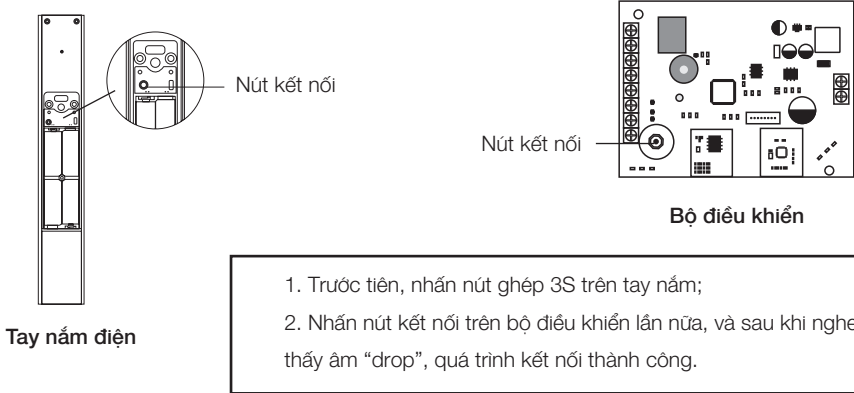 Nút kết nối
Nút kết nối
Bộ điều khiển
Tay nắm điện
1. Trước tiên, nhấn nút ghép 3S trên tay nắm;
2. Nhấn nút kết nối trên bộ điều khiển lần nữa, và sau khi nghe
thấy âm “drop”, quá trình kết nối thành công.